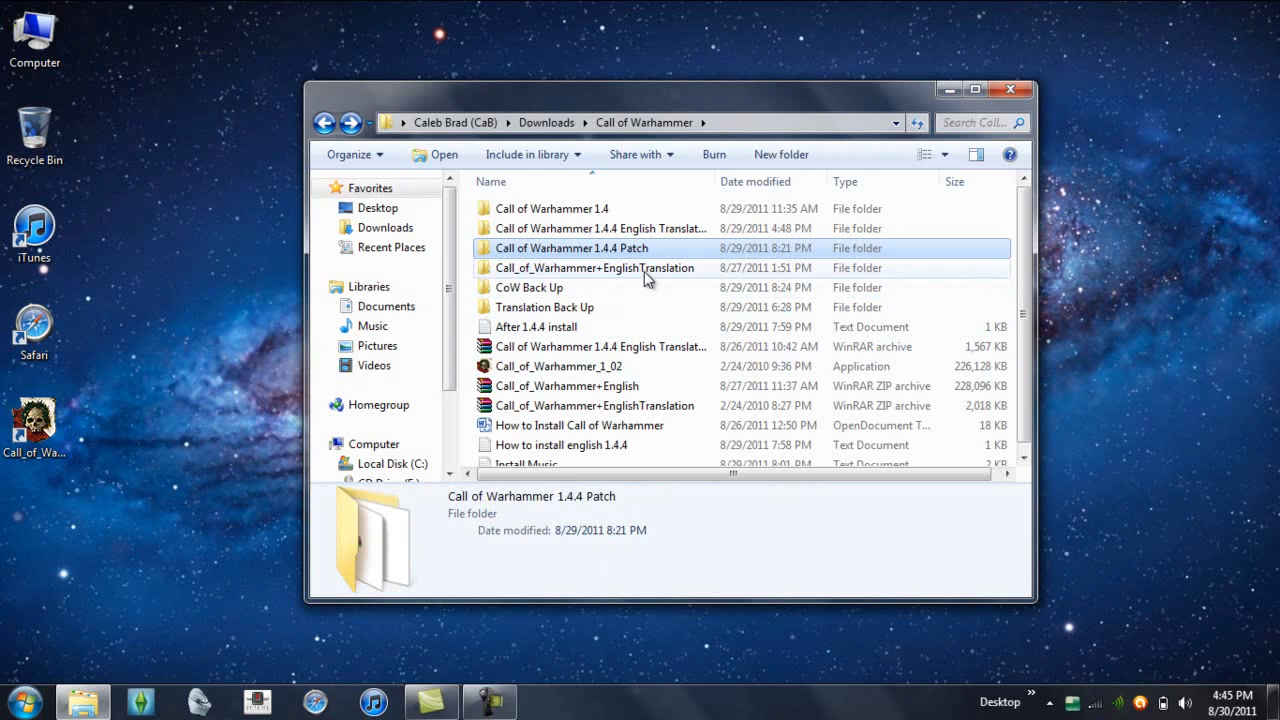 Computer
Recycle Bin
iTunes
Safari
Call_of_Wa...
Caleb Brad (CaB) Downloads Call of Warhammer Search Call...
Organize Open Include in library Share with Burn New folder
Name Date modified Type Size
Favorites
Desktop
Downloads
Recent Places
Libraries
Documents
Music
Pictures
Videos
Homegroup
Computer
Local Disk (C:)
Call of Warhammer 1.4 8/29/2011 11:35 AM File folder
Call of Warhammer 1.4.4 English Translat... 8/29/2011 4:48 PM File folder
Call of Warhammer 1.4.4 Patch 8/29/2011 8:21 PM File folder
Call_of_Warhammer+EnglishTranslation 8/27/2011 1:51 PM File folder
CoW Back Up 8/29/2011 8:24 PM File folder
Translation Back Up 8/29/2011 6:28 PM File folder
After 1.4.4 install 8/29/2011 7:59 PM Text Document 1 KB
Call of Warhammer 1.4.4 English Translat... 8/26/2011 10:42 AM WinRAR archive 1,567 KB
Call_of_Warhammer_1_02 2/24/2010 9:36 PM Application 226,128 KB
Call_of_Warhammer+English 8/27/2011 11:37 AM WinRAR ZIP archive 228,096 KB
Call_of_Warhammer+EnglishTranslation 2/24/2010 8:27 PM WinRAR ZIP archive 2,018 KB
How to Install Call of Warhammer 8/26/2011 12:50 PM OpenDocument T... 18 KB
How to install english 1.4.4 8/29/2011 7:58 PM Text Document 1 KB
Install Music 8/29/2011 8:01 PM Text Document 2 KB
Call of Warhammer 1.4.4 Patch
File folder
Date modified: 8/29/2011 8:21 PM
Desktop
4:45 PM
8/30/2011